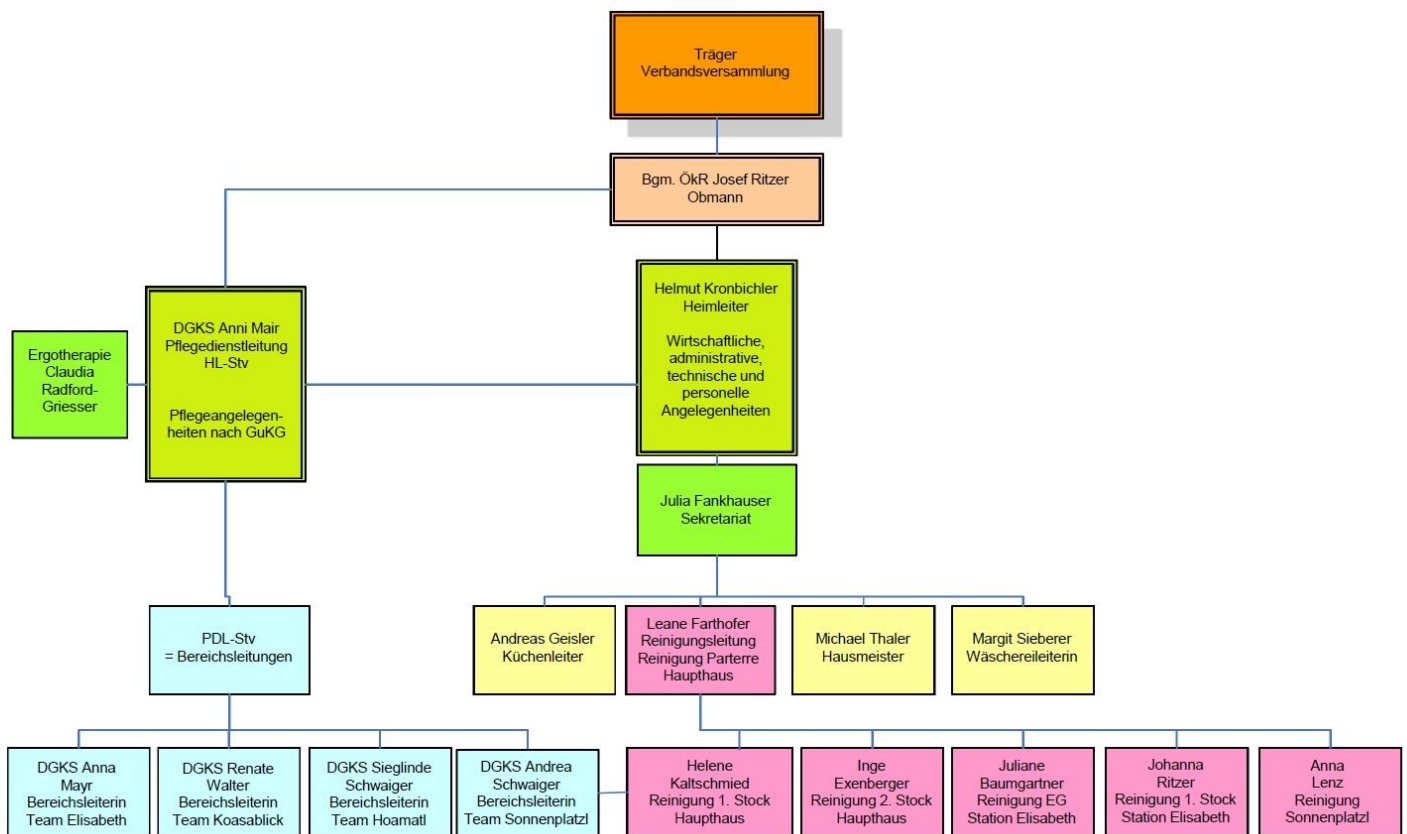 Träger
Verbandsversammlung
Bgm. ÖkR Josef Ritzer
Obmann
Helmut Kronbichler
Heimleiter
Wirtschaftliche,
administrative,
technische und
personelle
Angelegenheiten
DGKS Anni Mair
Pflegedienstleitung
HL-Stv
Pflegeangelegen-
heiten nach GuKG
Ergotherapie
Claudia
Radford-
Griesser
Julia Fankhauser
Sekretariat
PDL-Stv
= Bereichsleitungen
Andreas Geisler
Küchenleiter
Leane Farthofer
Reinigungsleitung
Reinigung Parterre
Haupthaus
Michael Thaler
Hausmeister
Margit Sieberer
Wäschereileiterin
DGKS Anna
Mayr
Bereichsleiterin
Team Elisabeth
DGKS Renate
Walter
Bereichsleiterin
Team Koasablick
DGKS Sieglinde
Schwaiger
Bereichsleiterin
Team Hoamatl
DGKS Andrea
Schwaiger
Bereichsleiterin
Team Sonnenplatzl
Helene
Kaltschmied
Reinigung 1. Stock
Haupthaus
Inge
Exenberger
Reinigung 2. Stock
Haupthaus
Juliane
Baumgartner
Reinigung EG
Station Elisabeth
Johanna
Ritzer
Reinigung 1. Stock
Station Elisabeth
Anna
Lenz
Reinigung
Sonnenplatzl